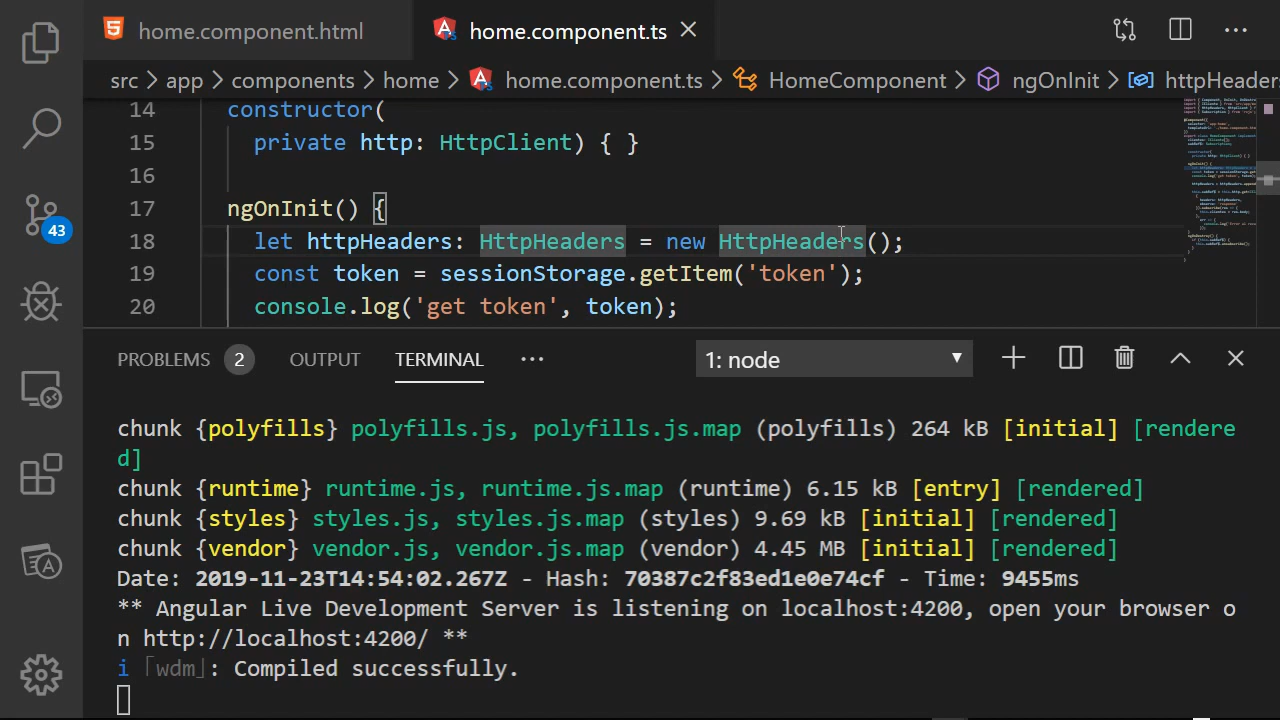 home.component.html
home.component.ts
src > app > components > home > home.component.ts > HomeComponent > ngOnInit > httpHeaders
14 constructor(
15 private http: HttpClient) { }
16
17 ngOnInit() {
18 let httpHeaders: HttpHeaders = new HttpHeaders();
19 const token = sessionStorage.getItem('token');
20 console.log('get token', token);
43
PROBLEMS 2 OUTPUT TERMINAL ... 1: node
chunk {polyfills} polyfills.js, polyfills.js.map (polyfills) 264 kB [initial] [rendere
d]
chunk {runtime} runtime.js, runtime.js.map (runtime) 6.15 kB [entry] [rendered]
chunk {styles} styles.js, styles.js.map (styles) 9.69 kB [initial] [rendered]
chunk {vendor} vendor.js, vendor.js.map (vendor) 4.45 MB [initial] [rendered]
Date: 2019-11-23T14:54:02.267Z - Hash: 70387c2f83ed1e0e74cf - Time: 9455ms
** Angular Live Development Server is listening on localhost:4200, open your browser o
n http://localhost:4200/ **
i ｢wdm｣: Compiled successfully.